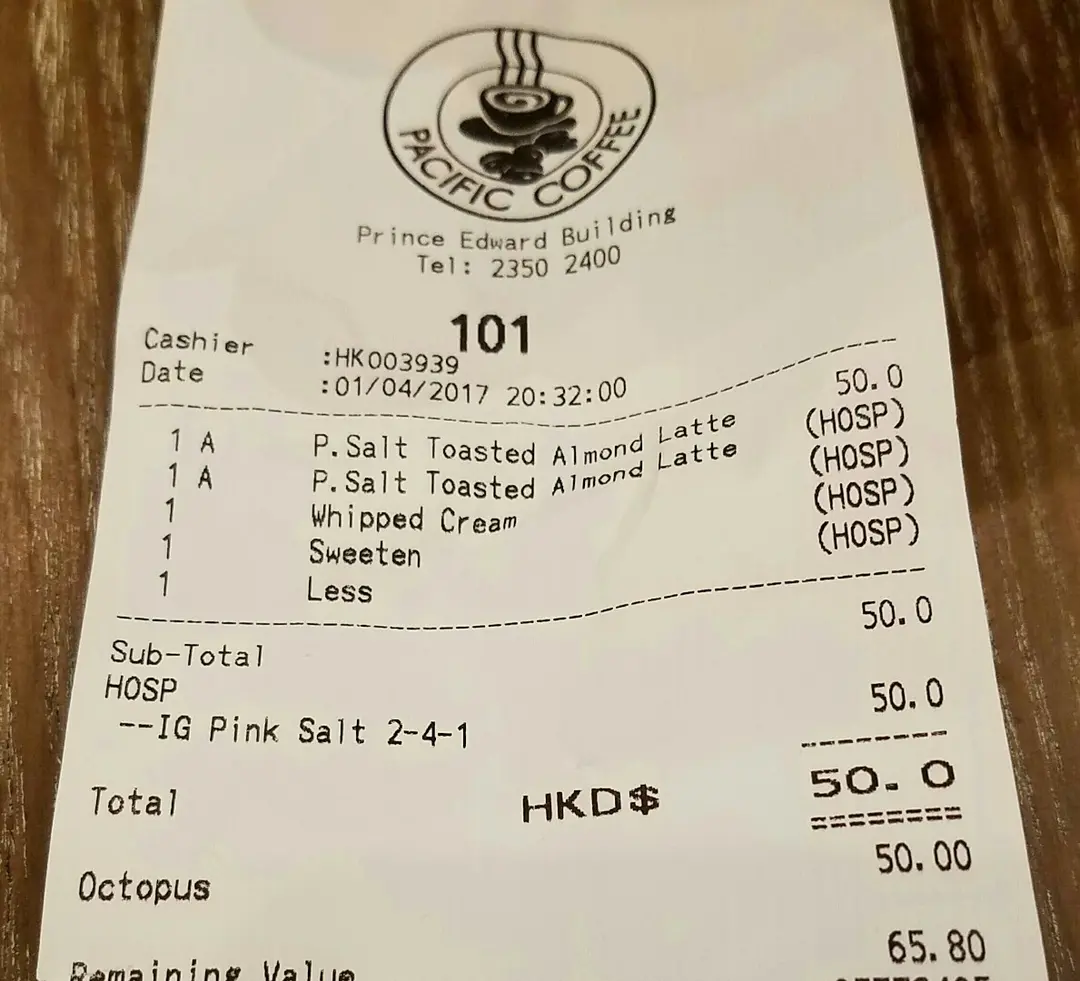 PACIFIC COFFEE
Prince Edward Building
Tel: 2350 2400
101
Cashier :HK003939
Date :01/04/2017 20:32:00
1 A P.Salt Toasted Almond Latte 50.0
1 A P.Salt Toasted Almond Latte (HOSP)
1 Whipped Cream (HOSP)
1 Sweeten (HOSP)
1 Less (HOSP)
Sub-Total 50.0
HOSP
--IG Pink Salt 2-4-1 50.0
Total HKD$ 50.0
Octopus 50.00
Remaining Value 65.80